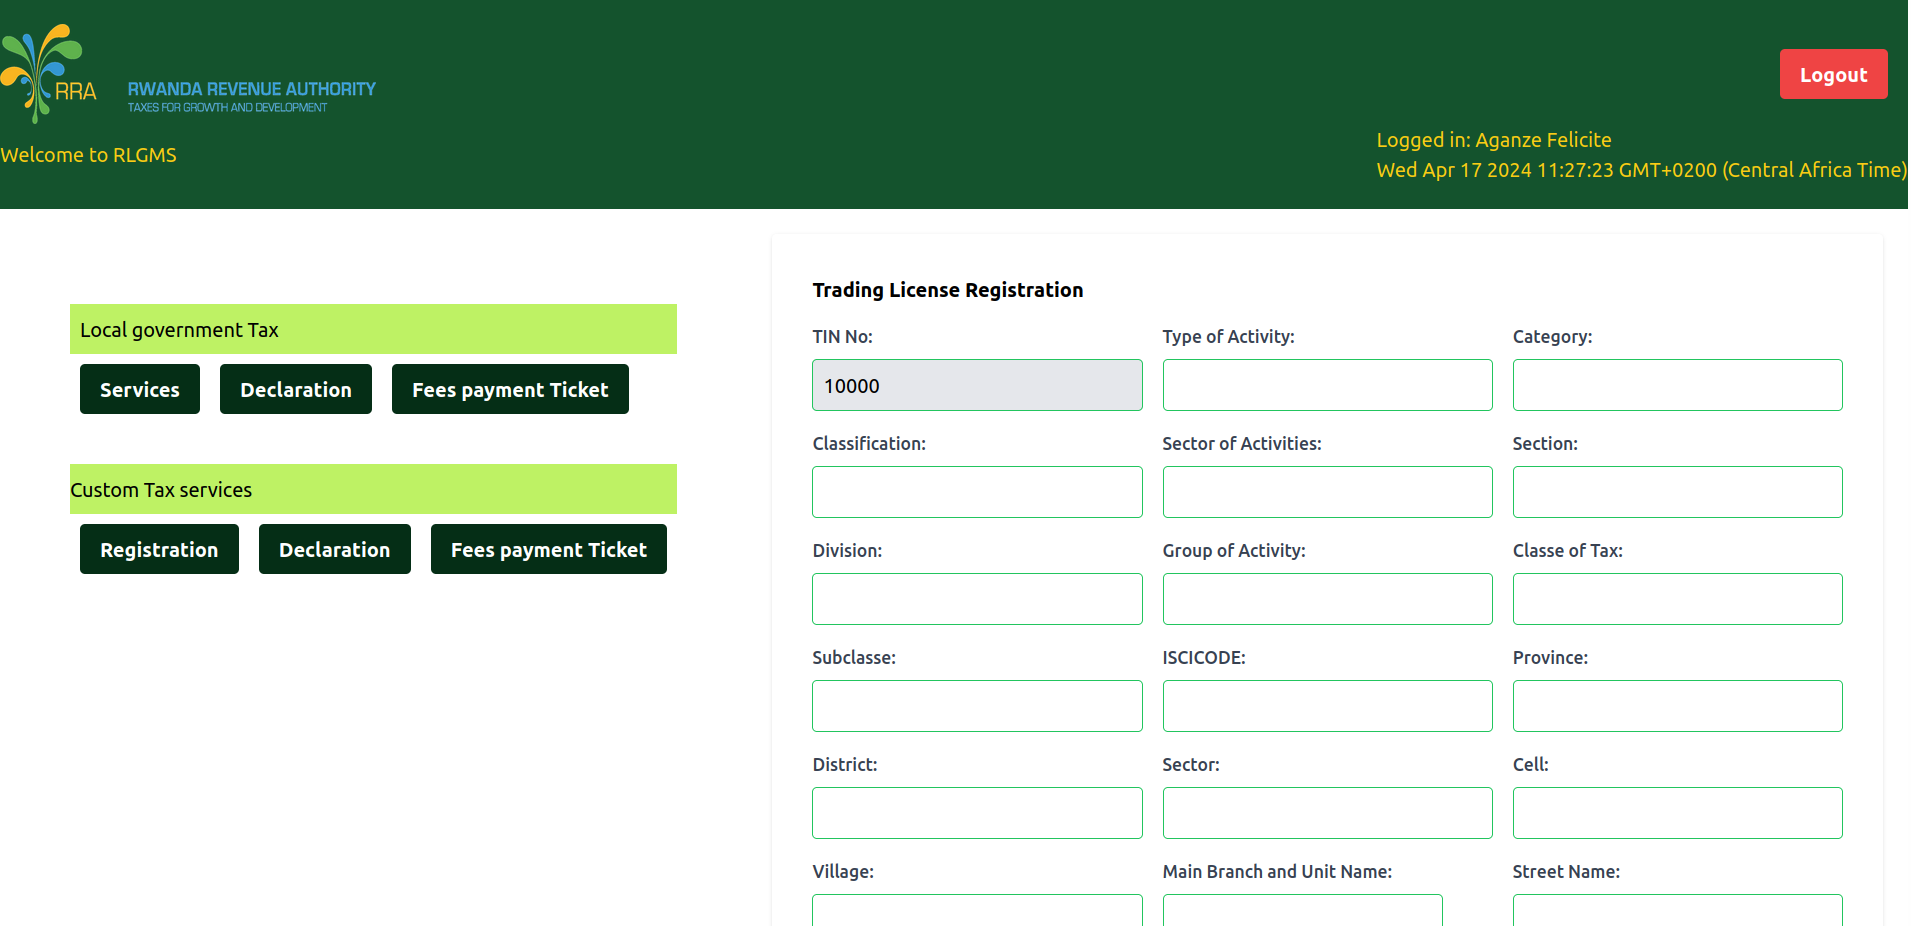 RRA
RWANDA REVENUE AUTHORITY
TAXES FOR GROWTH AND DEVELOPMENT
Logout
Welcome to RLGMS
Logged in: Aganze Felicite
Wed Apr 17 2024 11:27:23 GMT+0200 (Central Africa Time)
Local government Tax
Services Declaration Fees payment Ticket
Custom Tax services
Registration Declaration Fees payment Ticket
Trading License Registration
TIN No: Type of Activity: Category:
10000
Classification: Sector of Activities: Section:
Division: Group of Activity: Classe of Tax:
Subclasse: ISCICODE: Province:
District: Sector: Cell:
Village: Main Branch and Unit Name: Street Name: